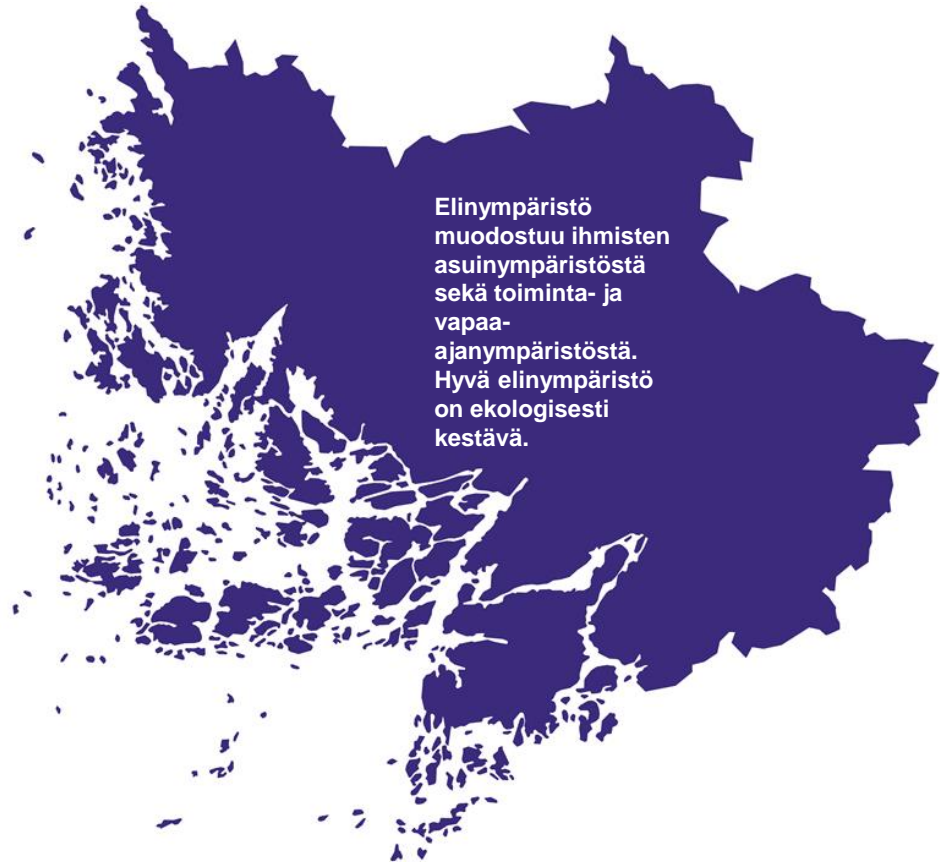 Elinympäristö
muodostuu ihmisten
asuinympäristöstä
sekä toiminta- ja
vapaa-
ajanympäristöstä.
Hyvä elinympäristö
on ekologisesti
kestävä.